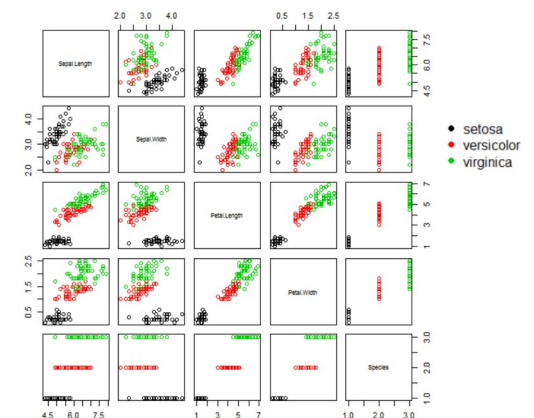 2.0 3.0 4.0 0.5 1.5 2.5
Sepal.Length
4.5 6.0 7.5
2.0 3.0 4.0
Sepal.Width
setosa
versicolor
virginica
Petal.Length
1 3 5 7
0.5 1.5 2.5
Petal.Width
Species
1.0 2.0 3.0
4.5 6.0 7.5 1 3 5 7 1.0 2.0 3.0